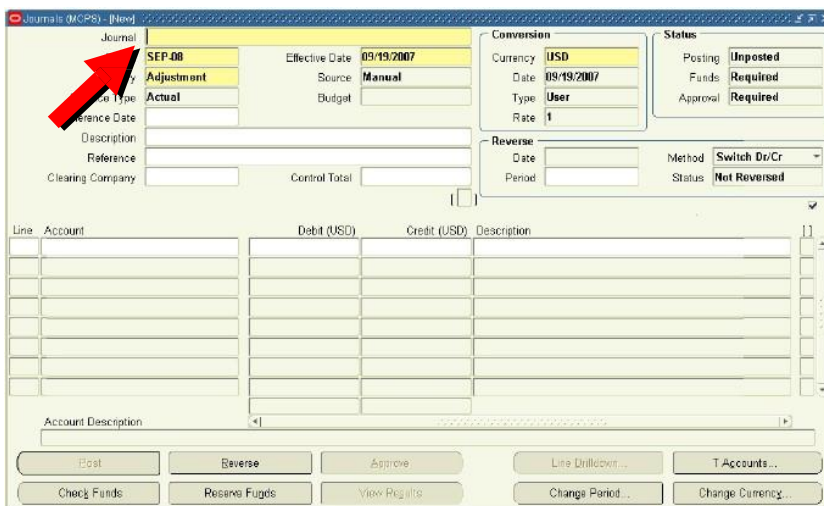 Journals (MCPS) - [New]
Journal
Conversion
Status
SEP-08 Effective Date 09/19/2007 Currency USD Posting Unposted
Adjustment Source Manual Date 09/19/2007 Funds Required
Type Actual Budget Type User Approval Required
Date Rate 1
Description
Reverse
Reference Date Method Switch Dr/Cr
Clearing Company Control Total Period Status Not Reversed
[ ]
Line Account Debit (USD) Credit (USD) Description [ ]
Account Description
Post Reverse Approve Line Drilldown... T Accounts...
Check Funds Reserve Funds View Results Change Period... Change Currency...